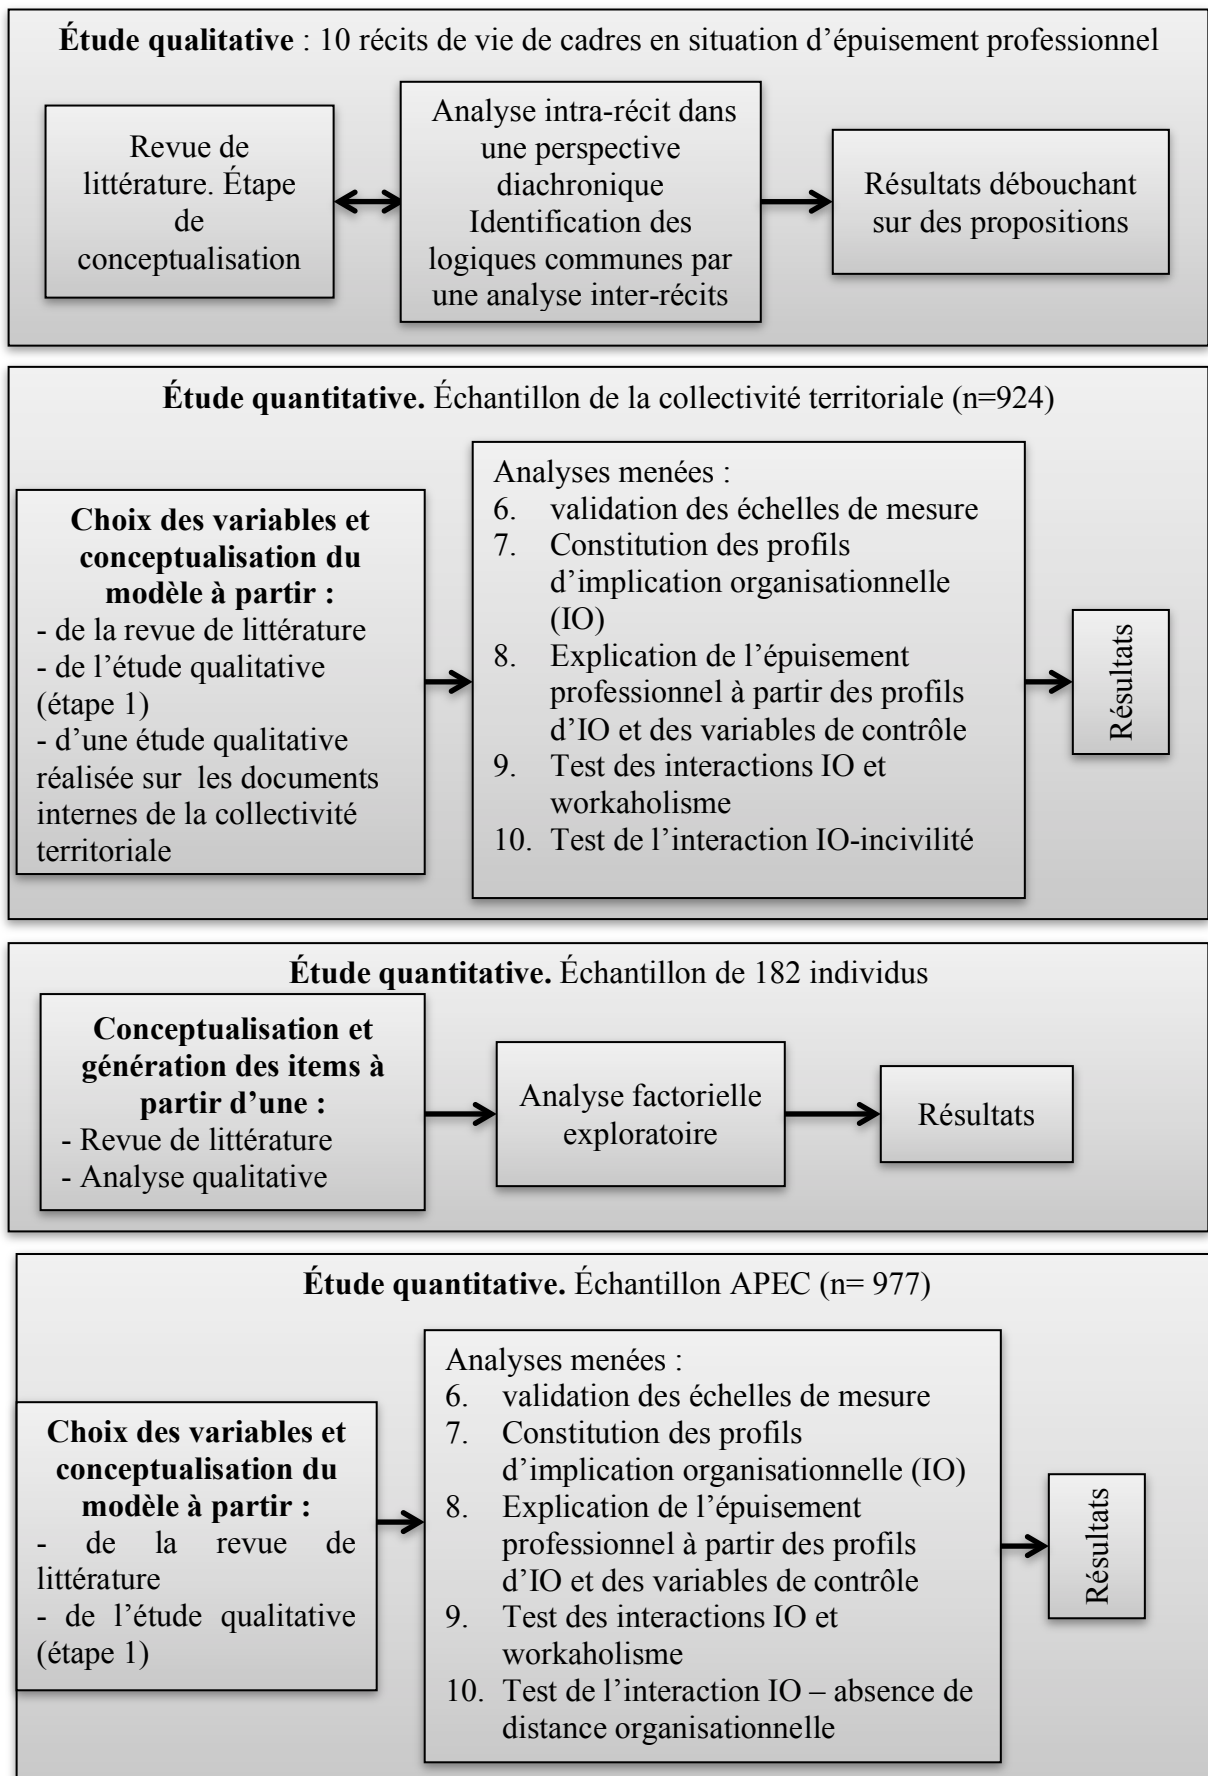 Étude qualitative : 10 récits de vie de cadres en situation d’épuisement professionnel
Revue de
littérature. Étape
de
conceptualisation
Analyse intra-récit dans
une perspective
diachronique
Identification des
logiques communes par
une analyse inter-récits
Résultats débouchant
sur des propositions
Étude quantitative. Échantillon de la collectivité territoriale (n=924)
Choix des variables et
conceptualisation du
modèle à partir :
- de la revue de littérature
- de l’étude qualitative
(étape 1)
- d’une étude qualitative
réalisée sur les documents
internes de la collectivité
territoriale
Analyses menées :
6. validation des échelles de mesure
7. Constitution des profils
d’implication organisationnelle
(IO)
8. Explication de l’épuisement
professionnel à partir des profils
d’IO et des variables de contrôle
9. Test des interactions IO et
workaholisme
10. Test de l’interaction IO-incivilité
Résultats
Étude quantitative. Échantillon de 182 individus
Conceptualisation et
génération des items à
partir d’une :
- Revue de littérature
- Analyse qualitative
Analyse factorielle
exploratoire
Résultats
Étude quantitative. Échantillon APEC (n= 977)
Choix des variables et
conceptualisation du
modèle à partir :
- de la revue de
littérature
- de l’étude qualitative
(étape 1)
Analyses menées :
6. validation des échelles de mesure
7. Constitution des profils
d’implication organisationnelle (IO)
8. Explication de l’épuisement
professionnel à partir des profils
d’IO et des variables de contrôle
9. Test des interactions IO et
workaholisme
10. Test de l’interaction IO – absence de
distance organisationnelle
Résultats